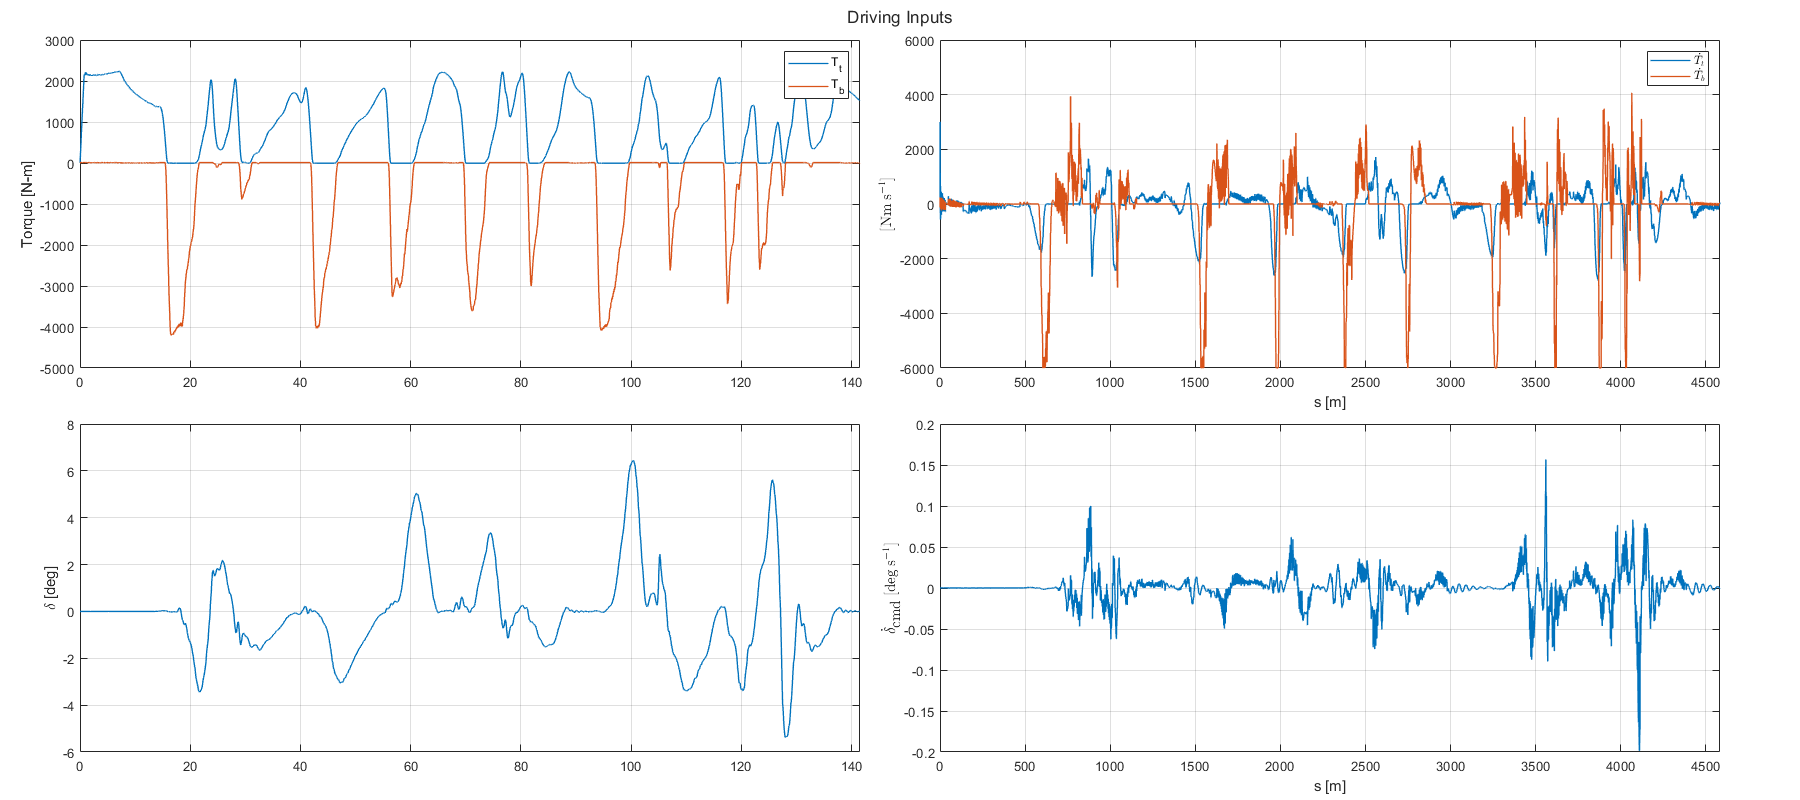 Driving Inputs
Torque [N-m]
3000
2000
1000
0
-1000
-2000
-3000
-4000
-5000
0 20 40 60 80 100 120 140
T_t
T_b
[Nm s⁻¹]
6000
4000
2000
0
-2000
-4000
-6000
0 500 1000 1500 2000 2500 3000 3500 4000 4500
s [m]
Ṫ_t
Ṫ_b
δ [deg]
8
6
4
2
0
-2
-4
-6
0 20 40 60 80 100 120 140
δ̇_cmd [deg s⁻¹]
0.2
0.15
0.1
0.05
0
-0.05
-0.1
-0.15
-0.2
0 500 1000 1500 2000 2500 3000 3500 4000 4500
s [m]